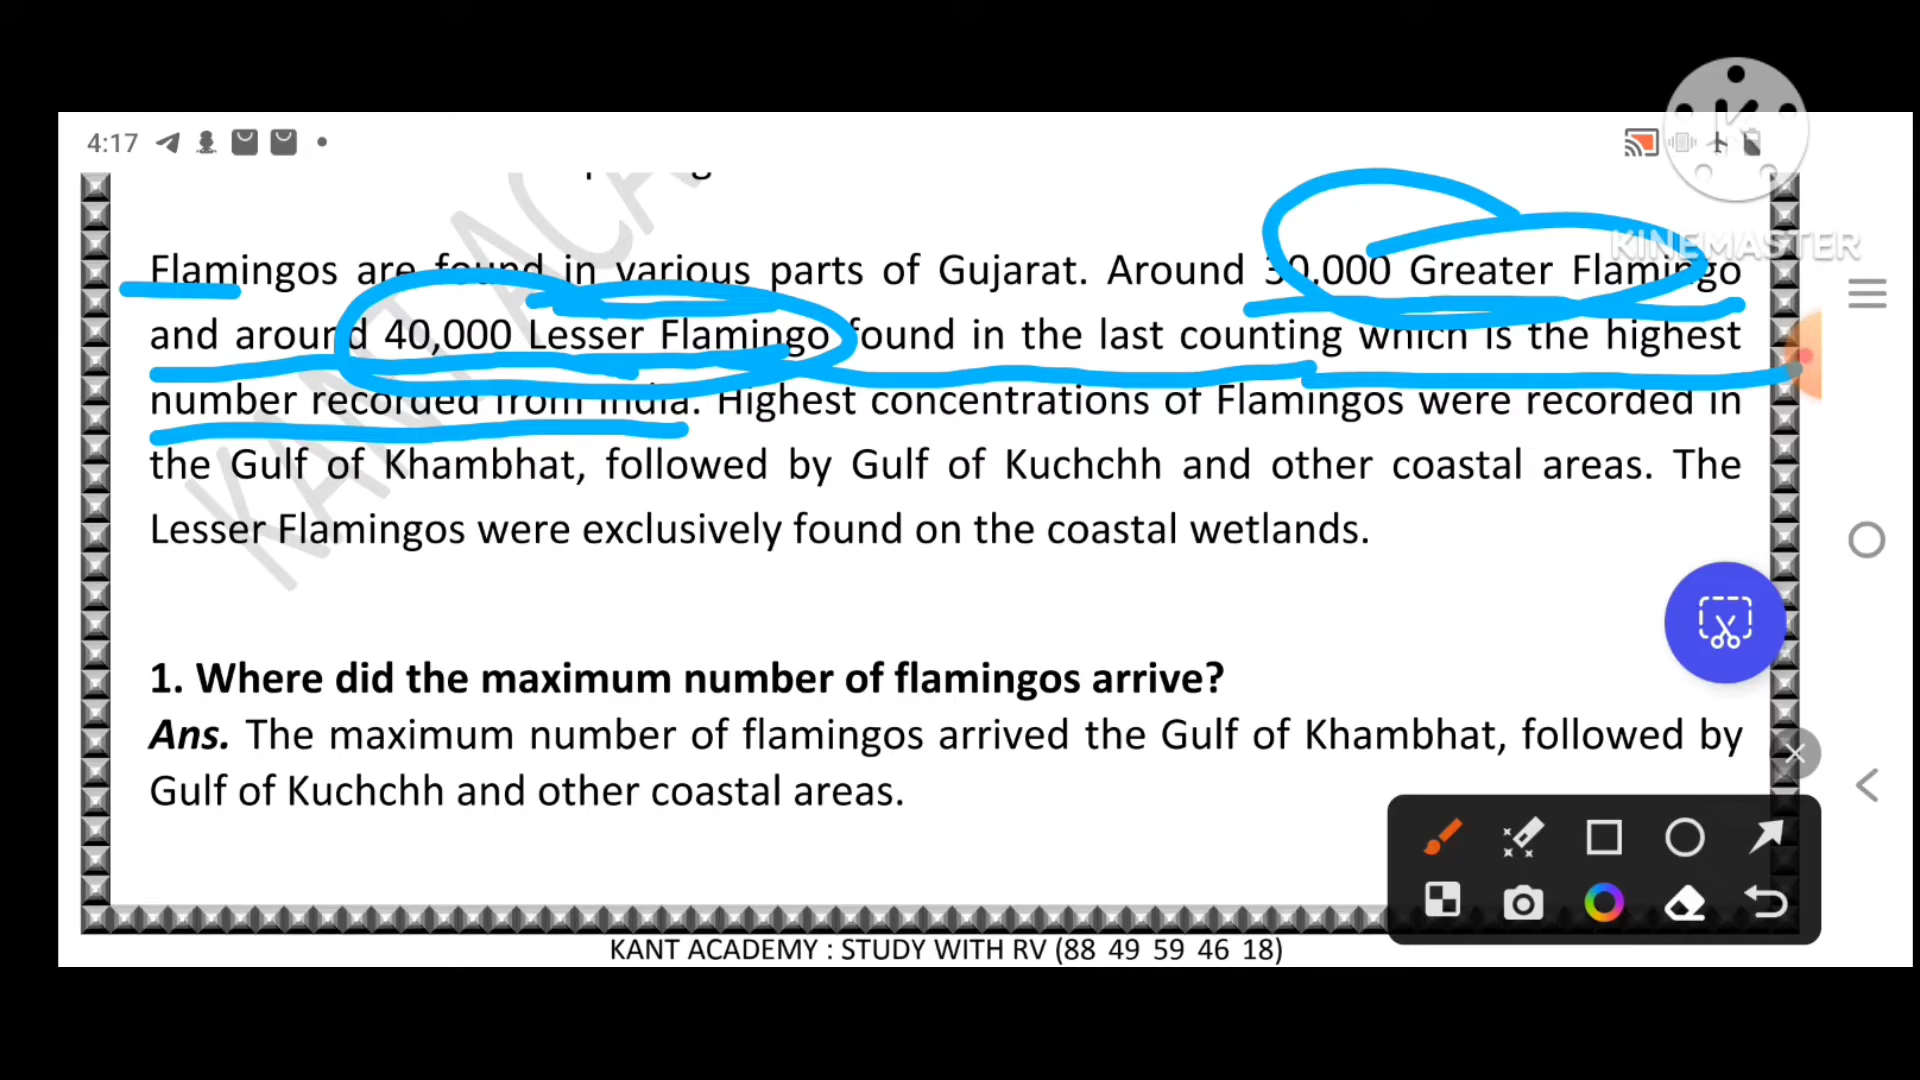 4:17
KINEMASTER
Flamingos are found in various parts of Gujarat. Around 30,000 Greater Flamingo
and around 40,000 Lesser Flamingo found in the last counting which is the highest
number recorded from India. Highest concentrations of Flamingos were recorded in
the Gulf of Khambhat, followed by Gulf of Kuchchh and other coastal areas. The
Lesser Flamingos were exclusively found on the coastal wetlands.
KANT ACA
1. Where did the maximum number of flamingos arrive?
Ans. The maximum number of flamingos arrived the Gulf of Khambhat, followed by
Gulf of Kuchchh and other coastal areas.
KANT ACADEMY : STUDY WITH RV (88 49 59 46 18)